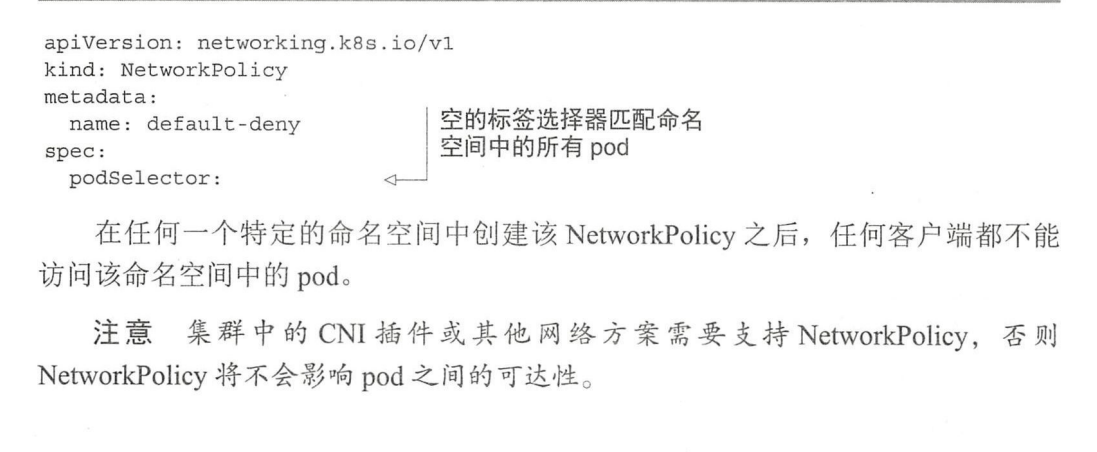 apiVersion: networking.k8s.io/v1
kind: NetworkPolicy
metadata:
  name: default-deny
spec:
  podSelector:
空的标签选择器匹配命名
空间中的所有 pod
在任何一个特定的命名空间中创建该 NetworkPolicy 之后，任何客户端都不能
访问该命名空间中的 pod。
注意 集群中的 CNI 插件或其他网络方案需要支持 NetworkPolicy，否则
NetworkPolicy 将不会影响 pod 之间的可达性。